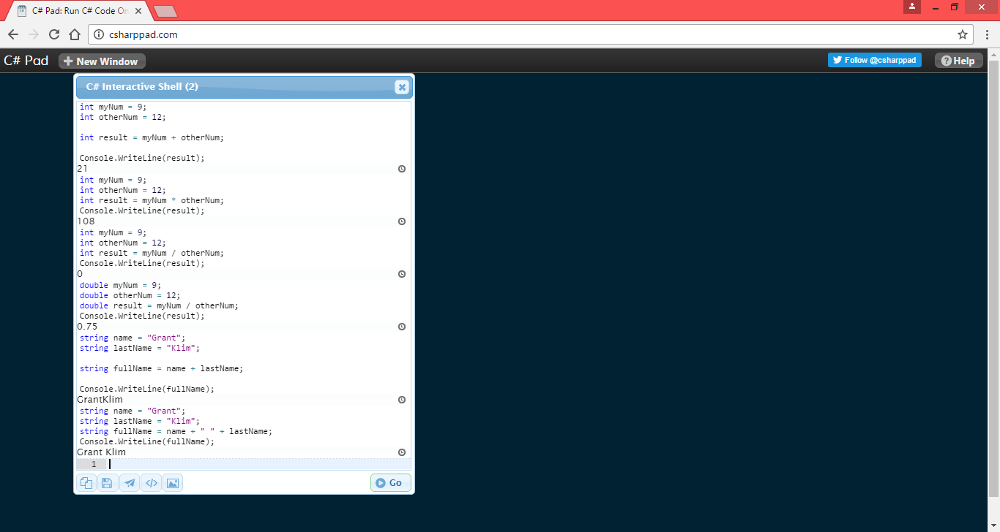 C# Pad: Run C# Code On
csharppad.com
C# Pad
New Window
Follow @csharppad
Help
C# Interactive Shell (2)
int myNum = 9;
int otherNum = 12;
int result = myNum + otherNum;
Console.WriteLine(result);
21
int myNum = 9;
int otherNum = 12;
int result = myNum * otherNum;
Console.WriteLine(result);
108
int myNum = 9;
int otherNum = 12;
int result = myNum / otherNum;
Console.WriteLine(result);
0
double myNum = 9;
double otherNum = 12;
double result = myNum / otherNum;
Console.WriteLine(result);
0.75
string name = "Grant";
string lastName = "Klim";
string fullName = name + lastName;
Console.WriteLine(fullName);
GrantKlim
string name = "Grant";
string lastName = "Klim";
string fullName = name + " " + lastName;
Console.WriteLine(fullName);
Grant Klim
1
Go